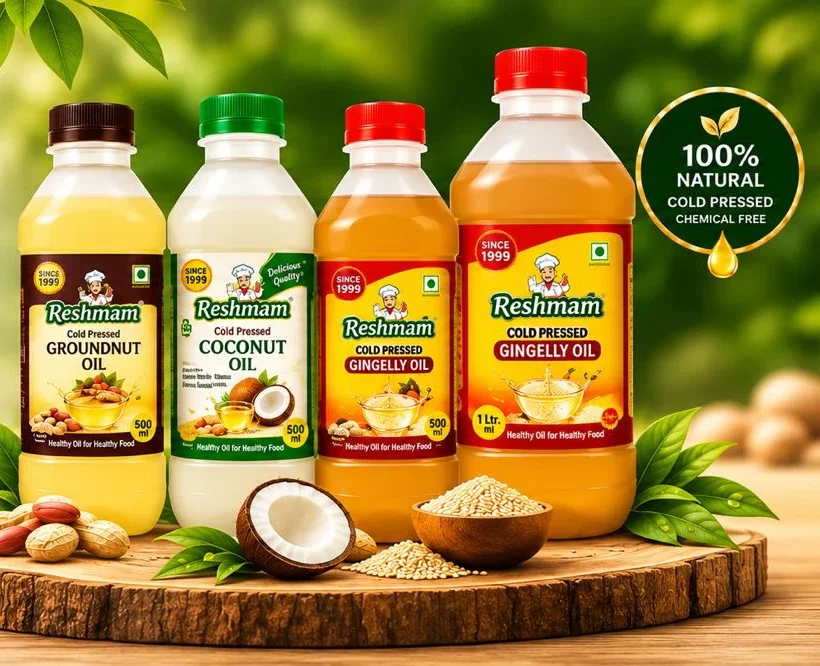 SINCE
1999
Reshmam
Cold Pressed
GROUNDNUT
OIL
500
ml
Healthy Oil for Healthy Food
SINCE
1999
Delicious
Quality
Reshmam
Cold Pressed
COCONUT
OIL
500
ml
Healthy Oil for Healthy Food
SINCE
1999
Reshmam
COLD PRESSED
GINGELLY OIL
500
ml
Healthy Oil for Healthy Food
SINCE
1999
Reshmam
COLD PRESSED
GINGELLY OIL
1 Ltr.
ml
Healthy Oil for Healthy Food
100%
NATURAL
COLD PRESSED
CHEMICAL FREE